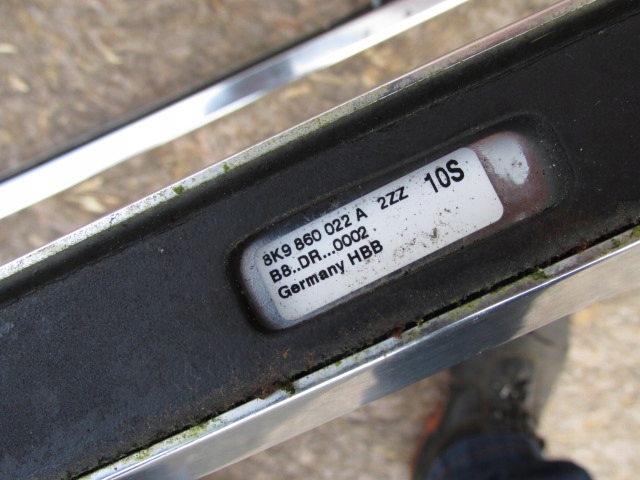 8K9 860 022 A 2ZZ 10S
B8..DR...0002
Germany HBB